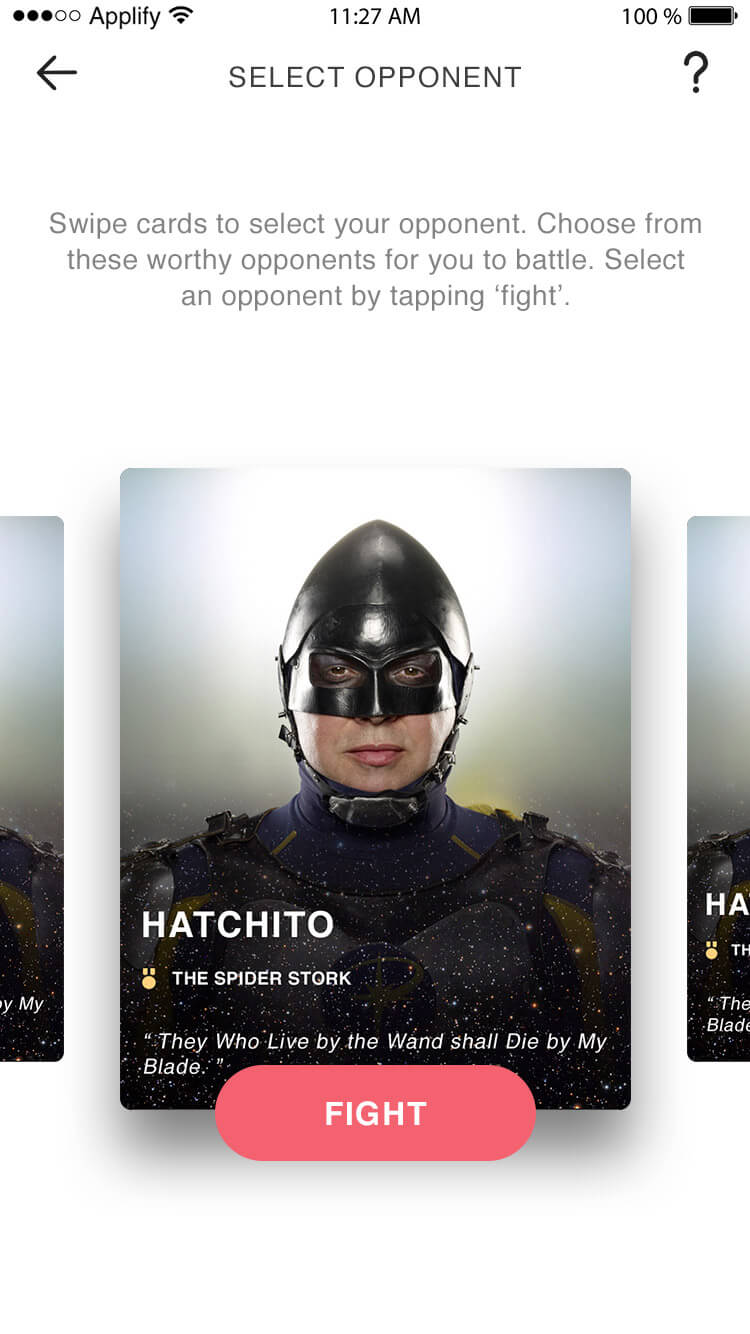 Applify 11:27 AM 100 %
SELECT OPPONENT ?
Swipe cards to select your opponent. Choose from
these worthy opponents for you to battle. Select
an opponent by tapping ‘fight’.
HATCHITO
THE SPIDER STORK
“ They Who Live by the Wand shall Die by My
Blade. ”
FIGHT
by My
HA
TH
“ The
Blade